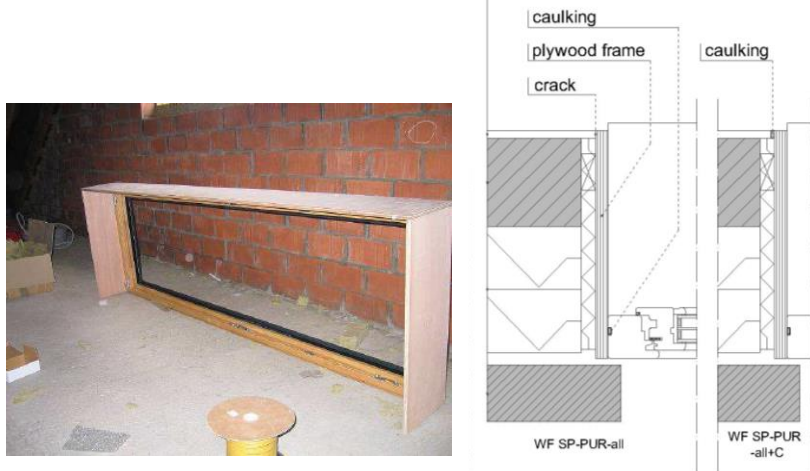 caulking
plywood frame
caulking
crack
WF SP-PUR-all
WF SP-PUR
-all+C